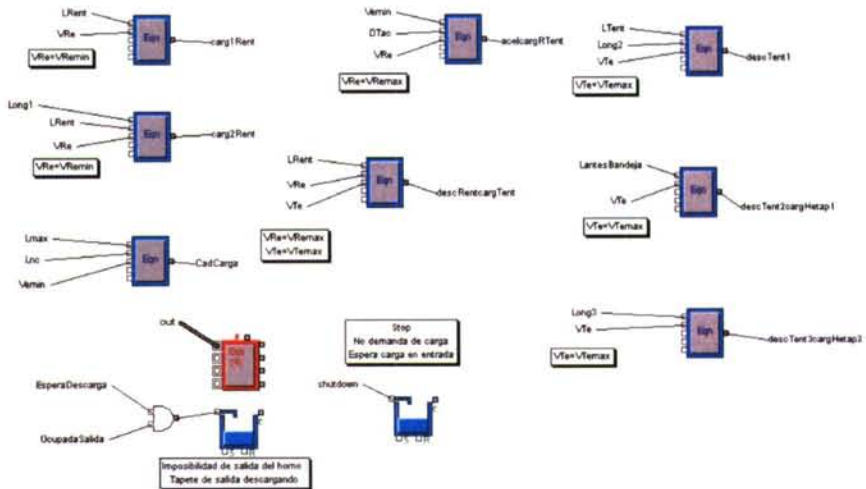 LRent
VRe
Eqn
carg1Rent
VRe=VRemin
Vemin
DTac
VRe
Eqn
acelcargRTent
VRe=VRemax
LTent
Long2
VTe
Eqn
descTent1
VTe=VTemax
Long1
LRent
VRe
Eqn
carg2Rent
VRe=VRemin
LRent
VRe
VTe
Eqn
descRentcargTent
VRe=VRemax
VTe=VTemax
LantesBandeja
VTe
Eqn
descTent2cargHetap1
VTe=VTemax
Lmax
Lnc
Vemin
Eqn
CadCarga
Long3
VTe
Eqn
VTe=VTemax
out
Stop
No demanda de carga
Espera carga en entrada
EsperaDescarga
OcupadaSalida
shutdown
S R
S R
Imposibilidad de salida del horno
Tapete de salida descargando